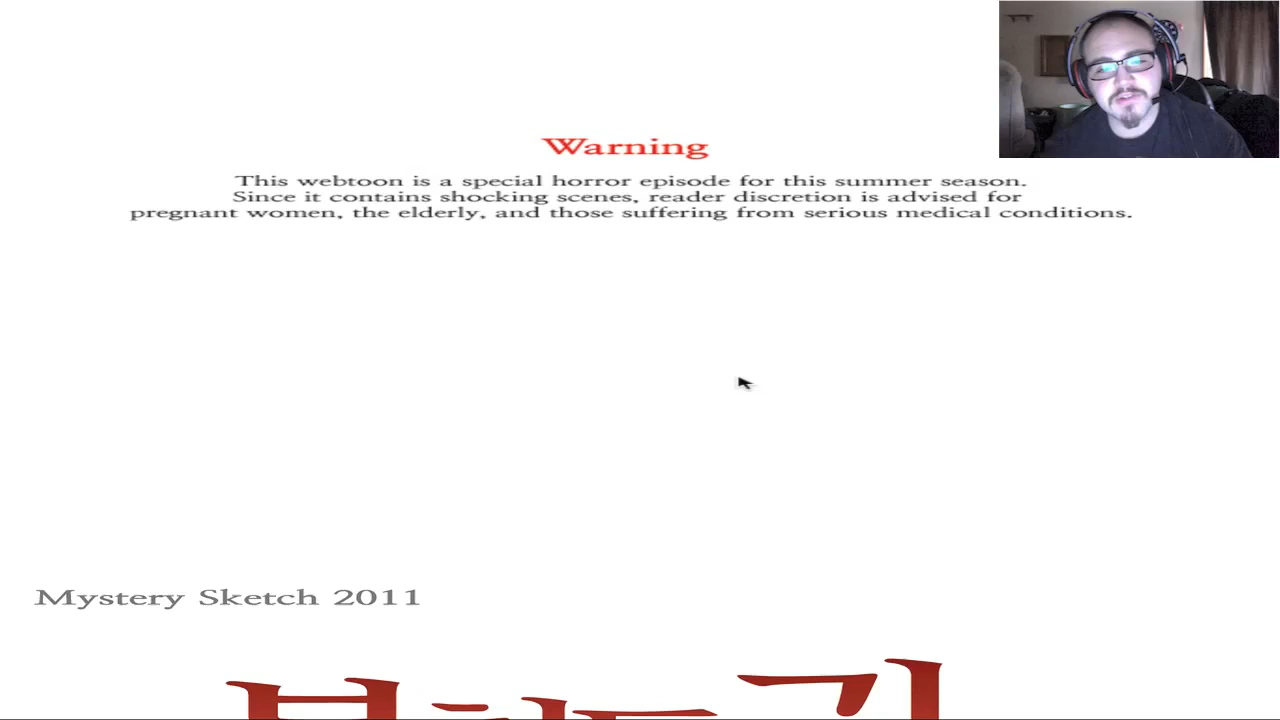 Warning
This webtoon is a special horror episode for this summer season.
Since it contains shocking scenes, reader discretion is advised for
pregnant women, the elderly, and those suffering from serious medical conditions.
Mystery Sketch 2011